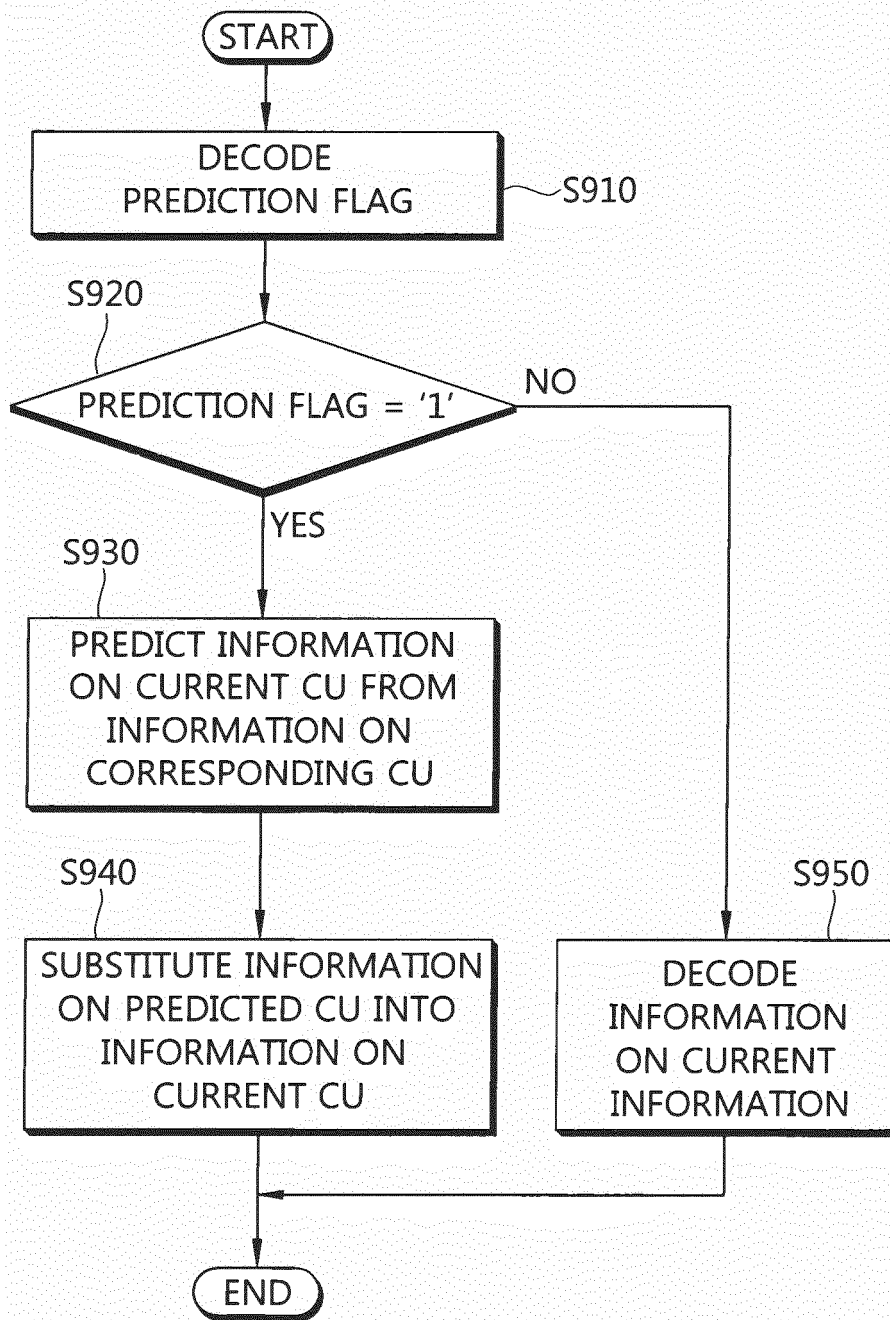 START
DECODE
PREDICTION FLAG
S910
S920
PREDICTION FLAG = '1'
NO
YES
S930
PREDICT INFORMATION
ON CURRENT CU FROM
INFORMATION ON
CORRESPONDING CU
S940
SUBSTITUTE INFORMATION
ON PREDICTED CU INTO
INFORMATION ON
CURRENT CU
S950
DECODE
INFORMATION
ON CURRENT
INFORMATION
END